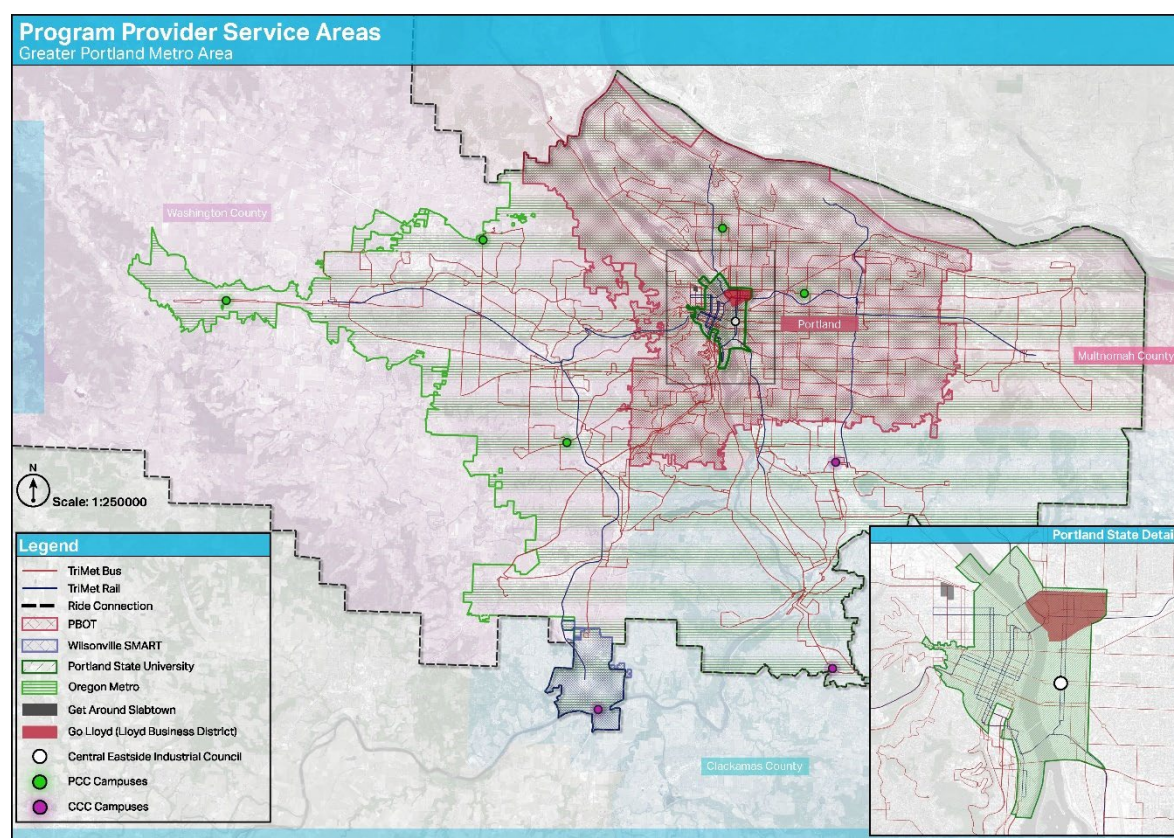 Program Provider Service Areas
Greater Portland Metro Area
Washington County
Portland
Multnomah County
N
Scale: 1:250000
Legend
TriMet Bus
TriMet Rail
Ride Connection
PBOT
Wilsonville SMART
Portland State University
Oregon Metro
Get Around Slabtown
Go Lloyd (Lloyd Business District)
Central Eastside Industrial Council
PCC Campuses
CCC Campuses
Clackamas County
Portland State Detail